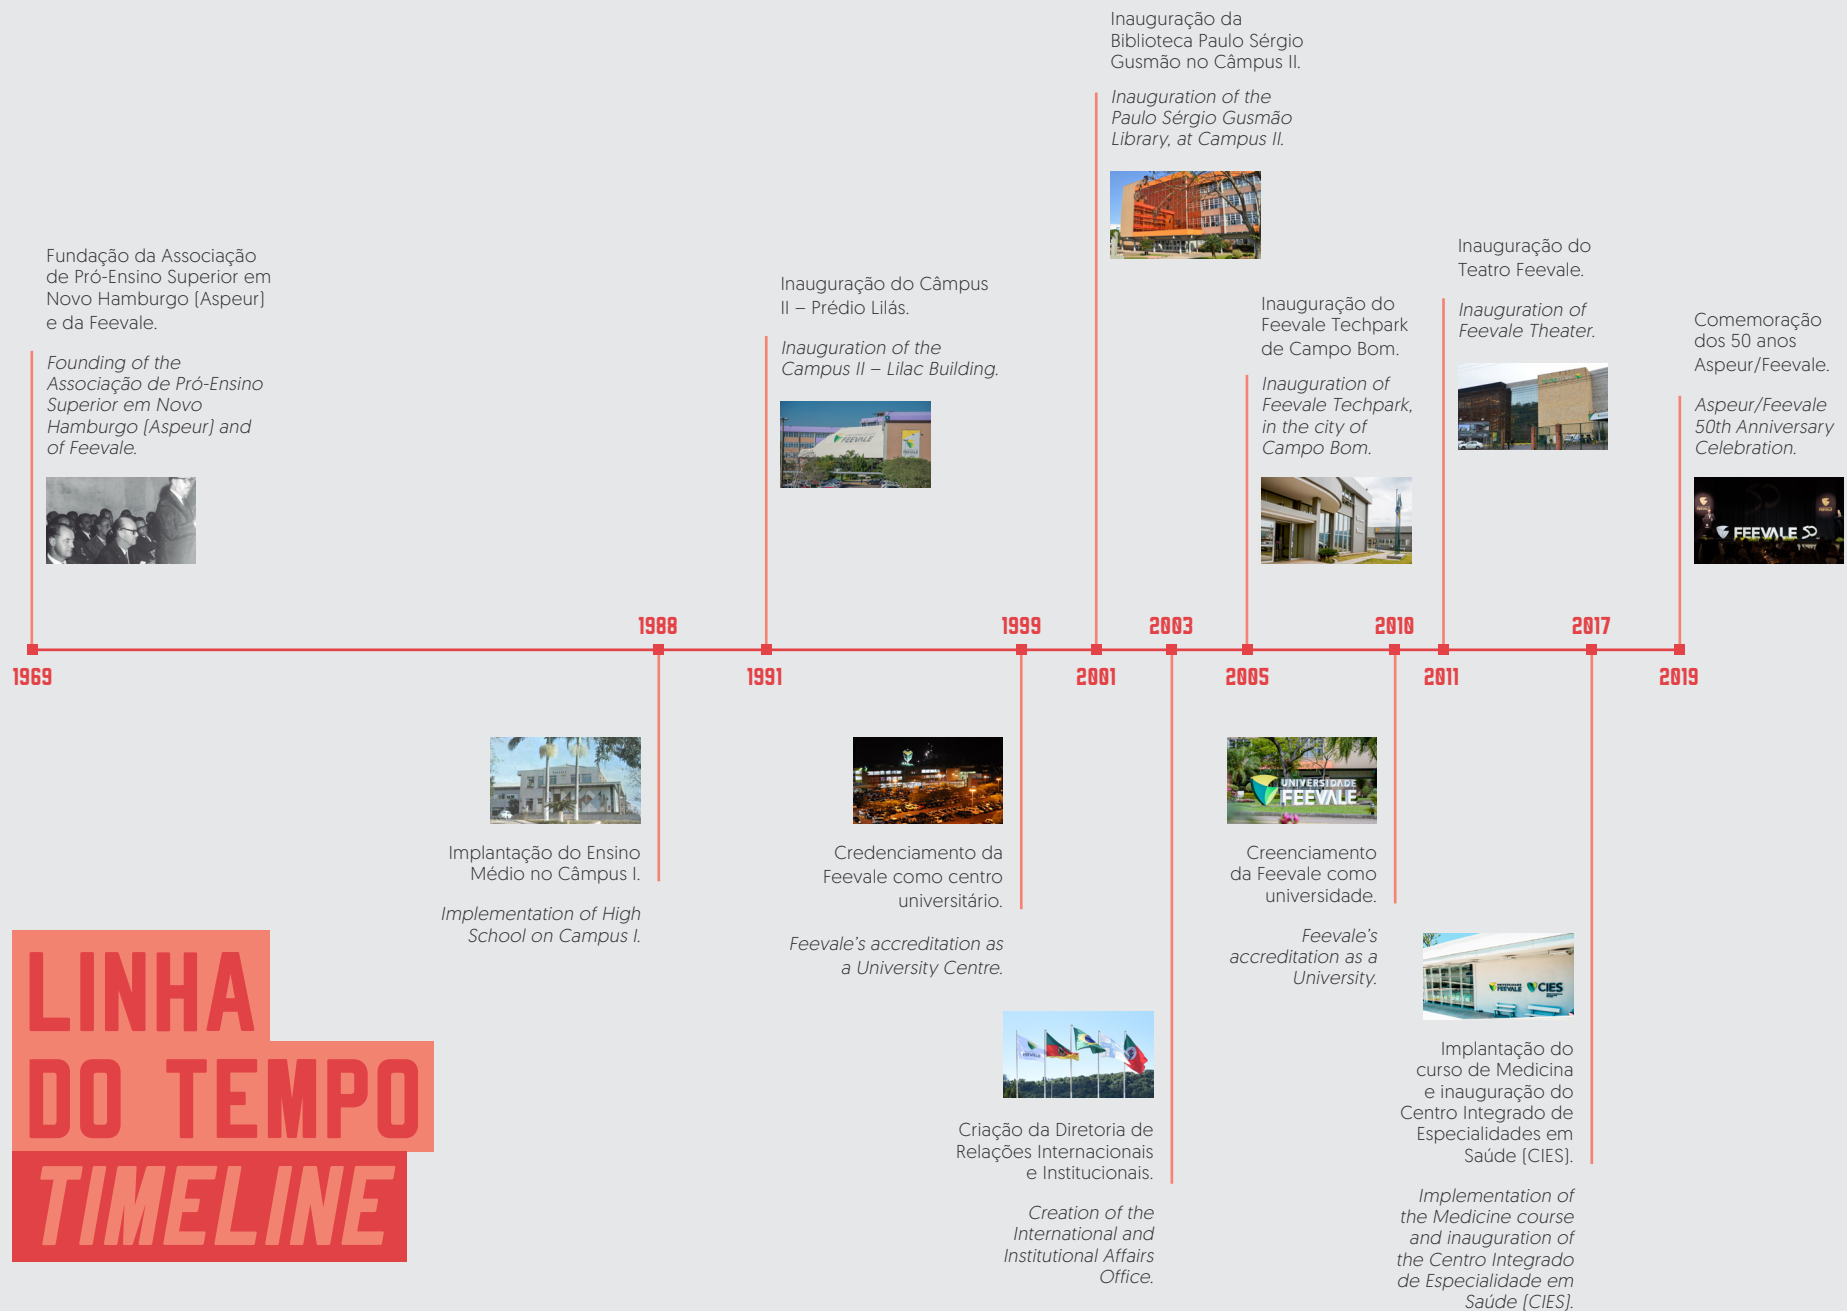 Inauguração da
Biblioteca Paulo Sérgio
Gusmão no Câmpus II.
Inauguration of the
Paulo Sérgio Gusmão
Library, at Campus II.
Fundação da Associação
de Pró-Ensino Superior em
Novo Hamburgo (Aspeur)
e da Feevale.
Founding of the
Associação de Pró-Ensino
Superior em Novo
Hamburgo (Aspeur) and
of Feevale.
Inauguração do Câmpus
II – Prédio Lilás.
Inauguration of the
Campus II – Lilac Building.
FEEVALE
Inauguração do
Feevale Techpark
de Campo Bom.
Inauguration of
Feevale Techpark,
in the city of
Campo Bom.
Inauguração do
Teatro Feevale.
Inauguration of
Feevale Theater.
Comemoração
dos 50 anos
Aspeur/Feevale.
Aspeur/Feevale
50th Anniversary
Celebration.
50
FEEVALE 50
1969
1988
1991
1999
2001
2003
2005
2010
2011
2017
2019
Implantação do Ensino
Médio no Câmpus I.
Implementation of High
School on Campus I.
Credenciamento da
Feevale como centro
universitário.
Feevale's accreditation as
a University Centre.
FEEVALE
Criação da Diretoria de
Relações Internacionais
e Institucionais.
Creation of the
International and
Institutional Affairs
Office.
UNIVERSIDADE
FEEVALE
Creenciamento
da Feevale como
universidade.
Feevale's
accreditation as a
University.
UNIVERSIDADE
FEEVALE
CIES
Implantação do
curso de Medicina
e inauguração do
Centro Integrado de
Especialidades em
Saúde (CIES).
Implementation of
the Medicine course
and inauguration of
the Centro Integrado
de Especialidade em
Saúde (CIES).
LINHA
DO TEMPO
TIMELINE